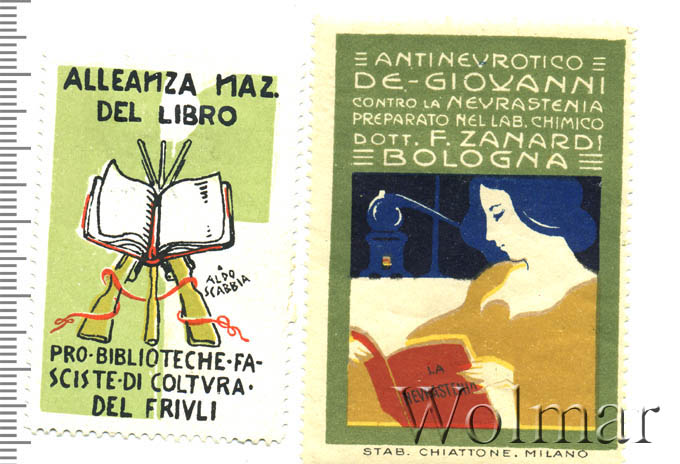 ALLEANZA NAZ.
DEL LIBRO
A
ALDO
SCABBIA
PRO·BIBLIOTECHE·FA-
SCISTE·DI COLTVRA·
DEL FRIVLI
ANTINEVROTICO
DE-GIOVANNI
CONTRO LA NEVRASTENIA
PREPARATO NEL LAB. CHIMICO
DOTT. F. ZANARDI
BOLOGNA
LA
NEVRASTENIA
STAB. CHIATTONE. MILANO
Wolmar